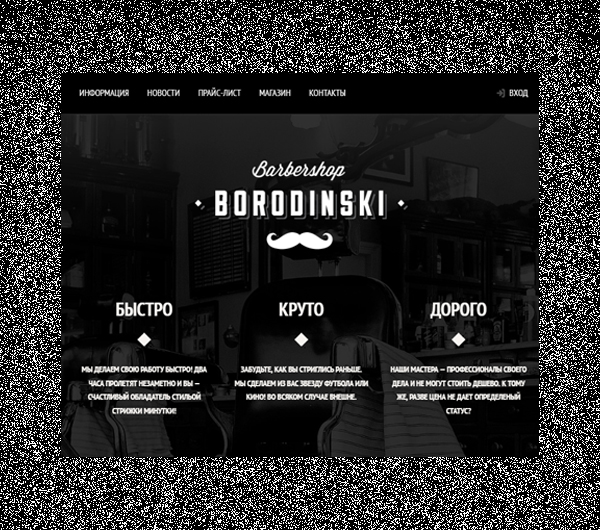 ИНФОРМАЦИЯ НОВОСТИ ПРАЙС-ЛИСТ МАГАЗИН КОНТАКТЫ ВХОД
Barbershop
BORODINSKI
БЫСТРО КРУТО ДОРОГО
МЫ ДЕЛАЕМ СВОЮ РАБОТУ БЫСТРО! ДВА
ЧАСА ПРОЛЕТЯТ НЕЗАМЕТНО И ВЫ —
СЧАСТЛИВЫЙ ОБЛАДАТЕЛЬ СТИЛЬОЙ
СТРИЖКИ МИНУТКИ!
ЗАБУДЬТЕ, КАК ВЫ СТРИГЛИСЬ РАНЬШЕ.
МЫ СДЕЛАЕМ ИЗ ВАС ЗВЕЗДУ ФУТБОЛА ИЛИ
КИНО! ВО ВСЯКОМ СЛУЧАЕ ВНЕШНЕ.
НАШИ МАСТЕРА — ПРОФЕССИОНАЛЫ СВОЕГО
ДЕЛА И НЕ МОГУТ СТОИТЬ ДЕШЕВО. К ТОМУ
ЖЕ, РАЗВЕ ЦЕНА НЕ ДАЕТ ОПРЕДЕЛЕНЫЙ
СТАТУС?